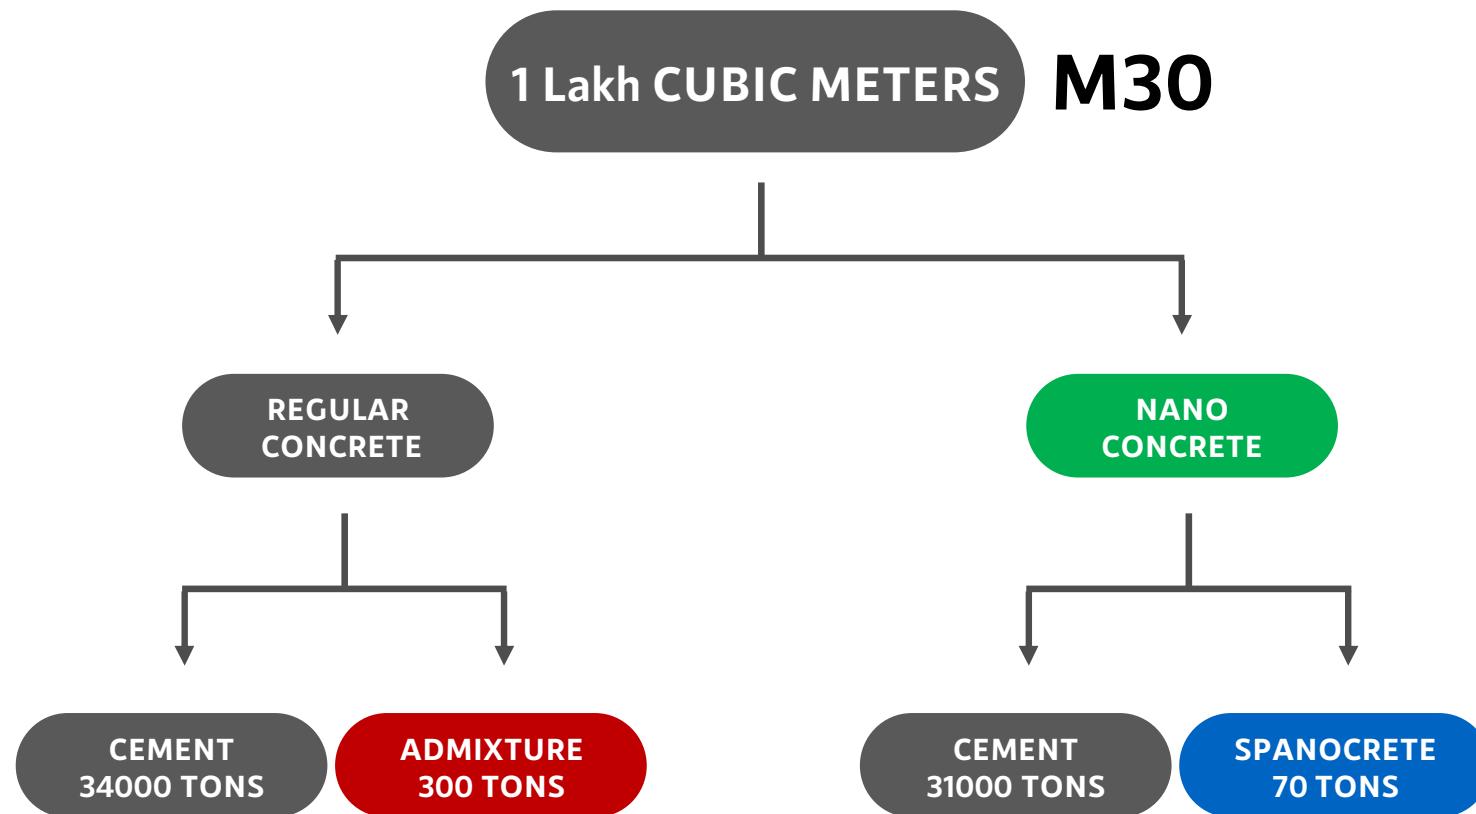 1 Lakh CUBIC METERS
M30
REGULAR
CONCRETE
NANO
CONCRETE
CEMENT
34000 TONS
ADMIXTURE
300 TONS
CEMENT
31000 TONS
SPANOCRETE
70 TONS